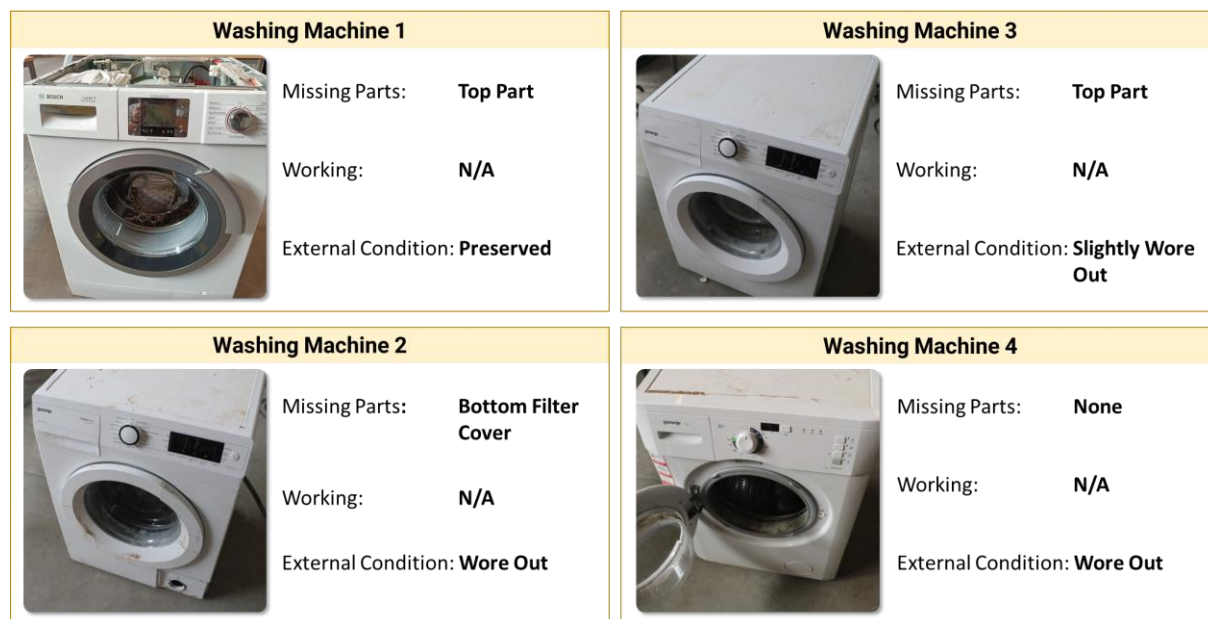 Washing Machine 1
BOSCH
Missing Parts: Top Part
Working: N/A
External Condition: Preserved
Washing Machine 2
gorenje
Missing Parts: Bottom Filter
Cover
Working: N/A
External Condition: Wore Out
Washing Machine 3
gorenje
Missing Parts: Top Part
Working: N/A
External Condition: Slightly Wore
Out
Washing Machine 4
gorenje
Missing Parts: None
Working: N/A
External Condition: Wore Out